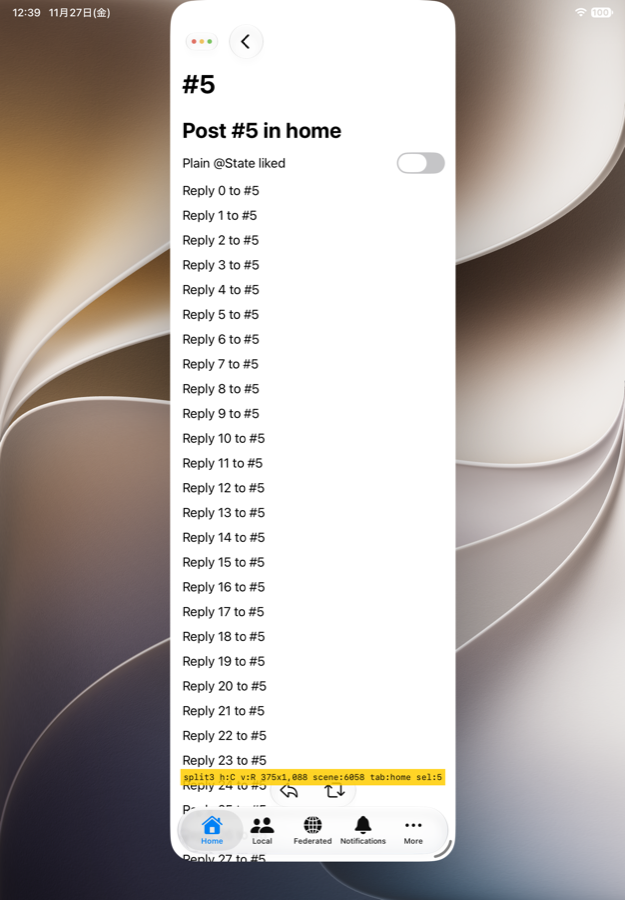 12:39 11月27日(金)
100
#5
Post #5 in home
Plain @State liked
Reply 0 to #5
Reply 1 to #5
Reply 2 to #5
Reply 3 to #5
Reply 4 to #5
Reply 5 to #5
Reply 6 to #5
Reply 7 to #5
Reply 8 to #5
Reply 9 to #5
Reply 10 to #5
Reply 11 to #5
Reply 12 to #5
Reply 13 to #5
Reply 14 to #5
Reply 15 to #5
Reply 16 to #5
Reply 17 to #5
Reply 18 to #5
Reply 19 to #5
Reply 20 to #5
Reply 21 to #5
Reply 22 to #5
Reply 23 to #5
split3 h:C v:R 375x1,088 scene:6058 tab:home sel:5
Reply 24 to #5
Home Local Federated Notifications More
Reply 27 to #5